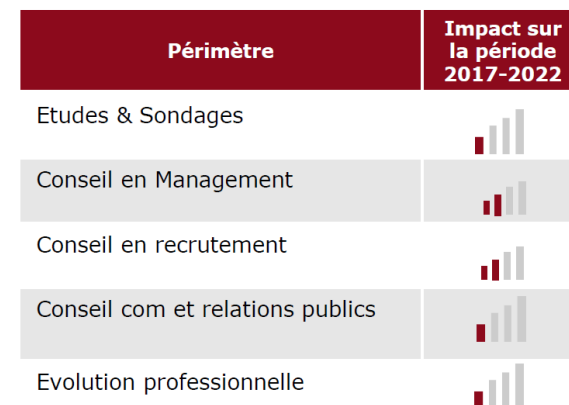 Périmètre
Impact sur
la période
2017-2022
Etudes & Sondages
Conseil en Management
Conseil en recrutement
Conseil com et relations publics
Evolution professionnelle